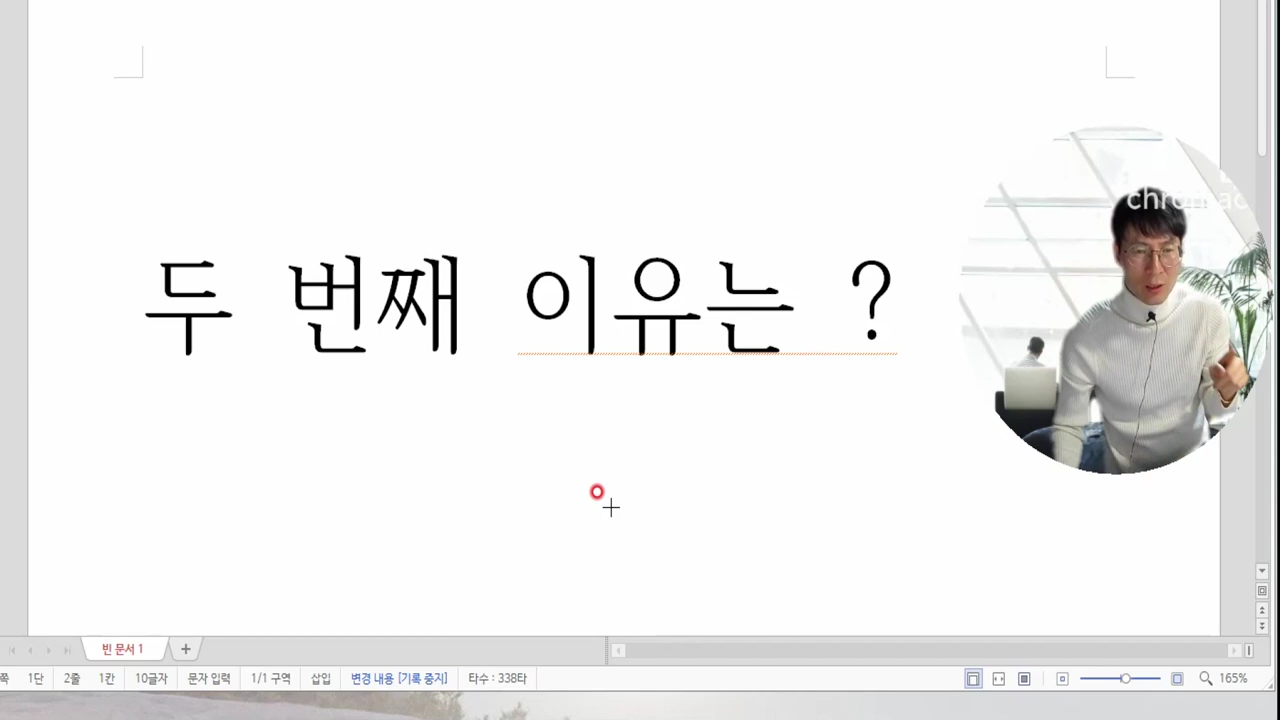 두 번째 이유는 ?
빈 문서 1
쪽 1단 2줄 1칸 10글자 문자 입력 1/1 구역 삽입 변경 내용 [기록 중지] 타수 : 338타 165%